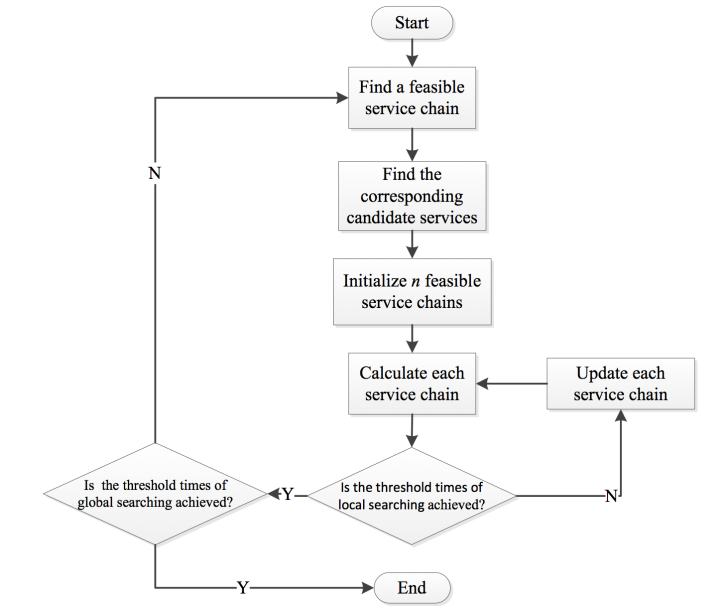 Start
Find a feasible
service chain
N
Find the
corresponding
candidate services
Initialize n feasible
service chains
Calculate each
service chain
Update each
service chain
Is the threshold times of
global searching achieved?
Y
Is the threshold times of
local searching achieved?
N
Y
End